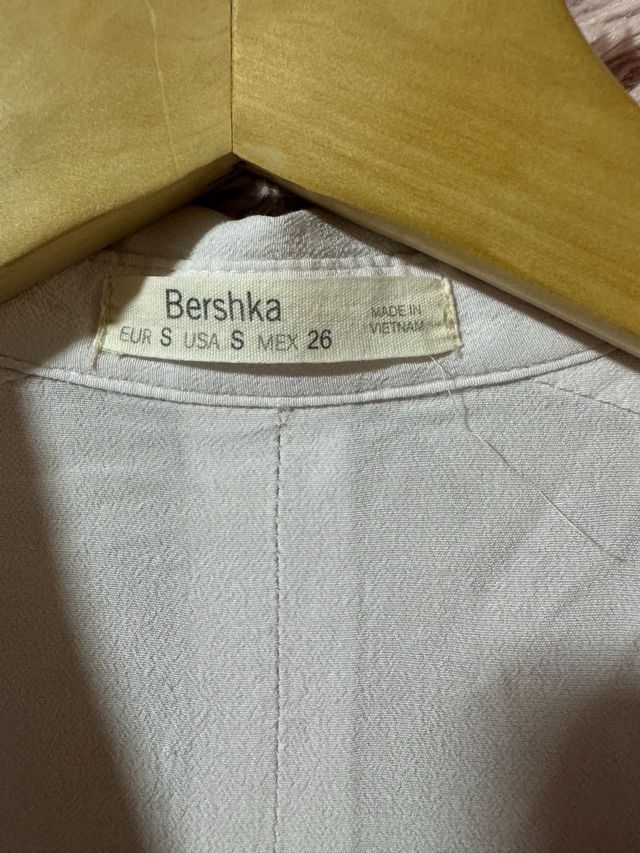 Bershka
EUR S USA S MEX 26
MADE IN
VIETNAM